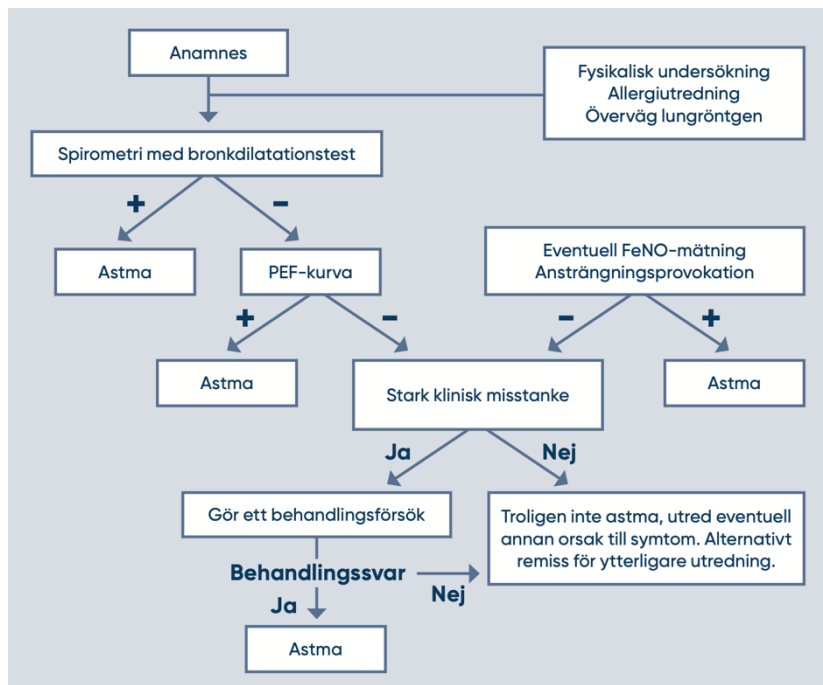 Anamnes
Fysikalisk undersökning
Allergiutredning
Överväg lungröntgen
Spirometri med bronkdilatationstest
+
–
Astma
PEF-kurva
Eventuell FeNO-mätning
Ansträngningsprovokation
+
–
–
+
Astma
Stark klinisk misstanke
Astma
Ja
Nej
Gör ett behandlingsförsök
Troligen inte astma, utred eventuell
annan orsak till symtom. Alternativt
remiss för ytterligare utredning.
Behandlingssvar
Nej
Ja
Astma